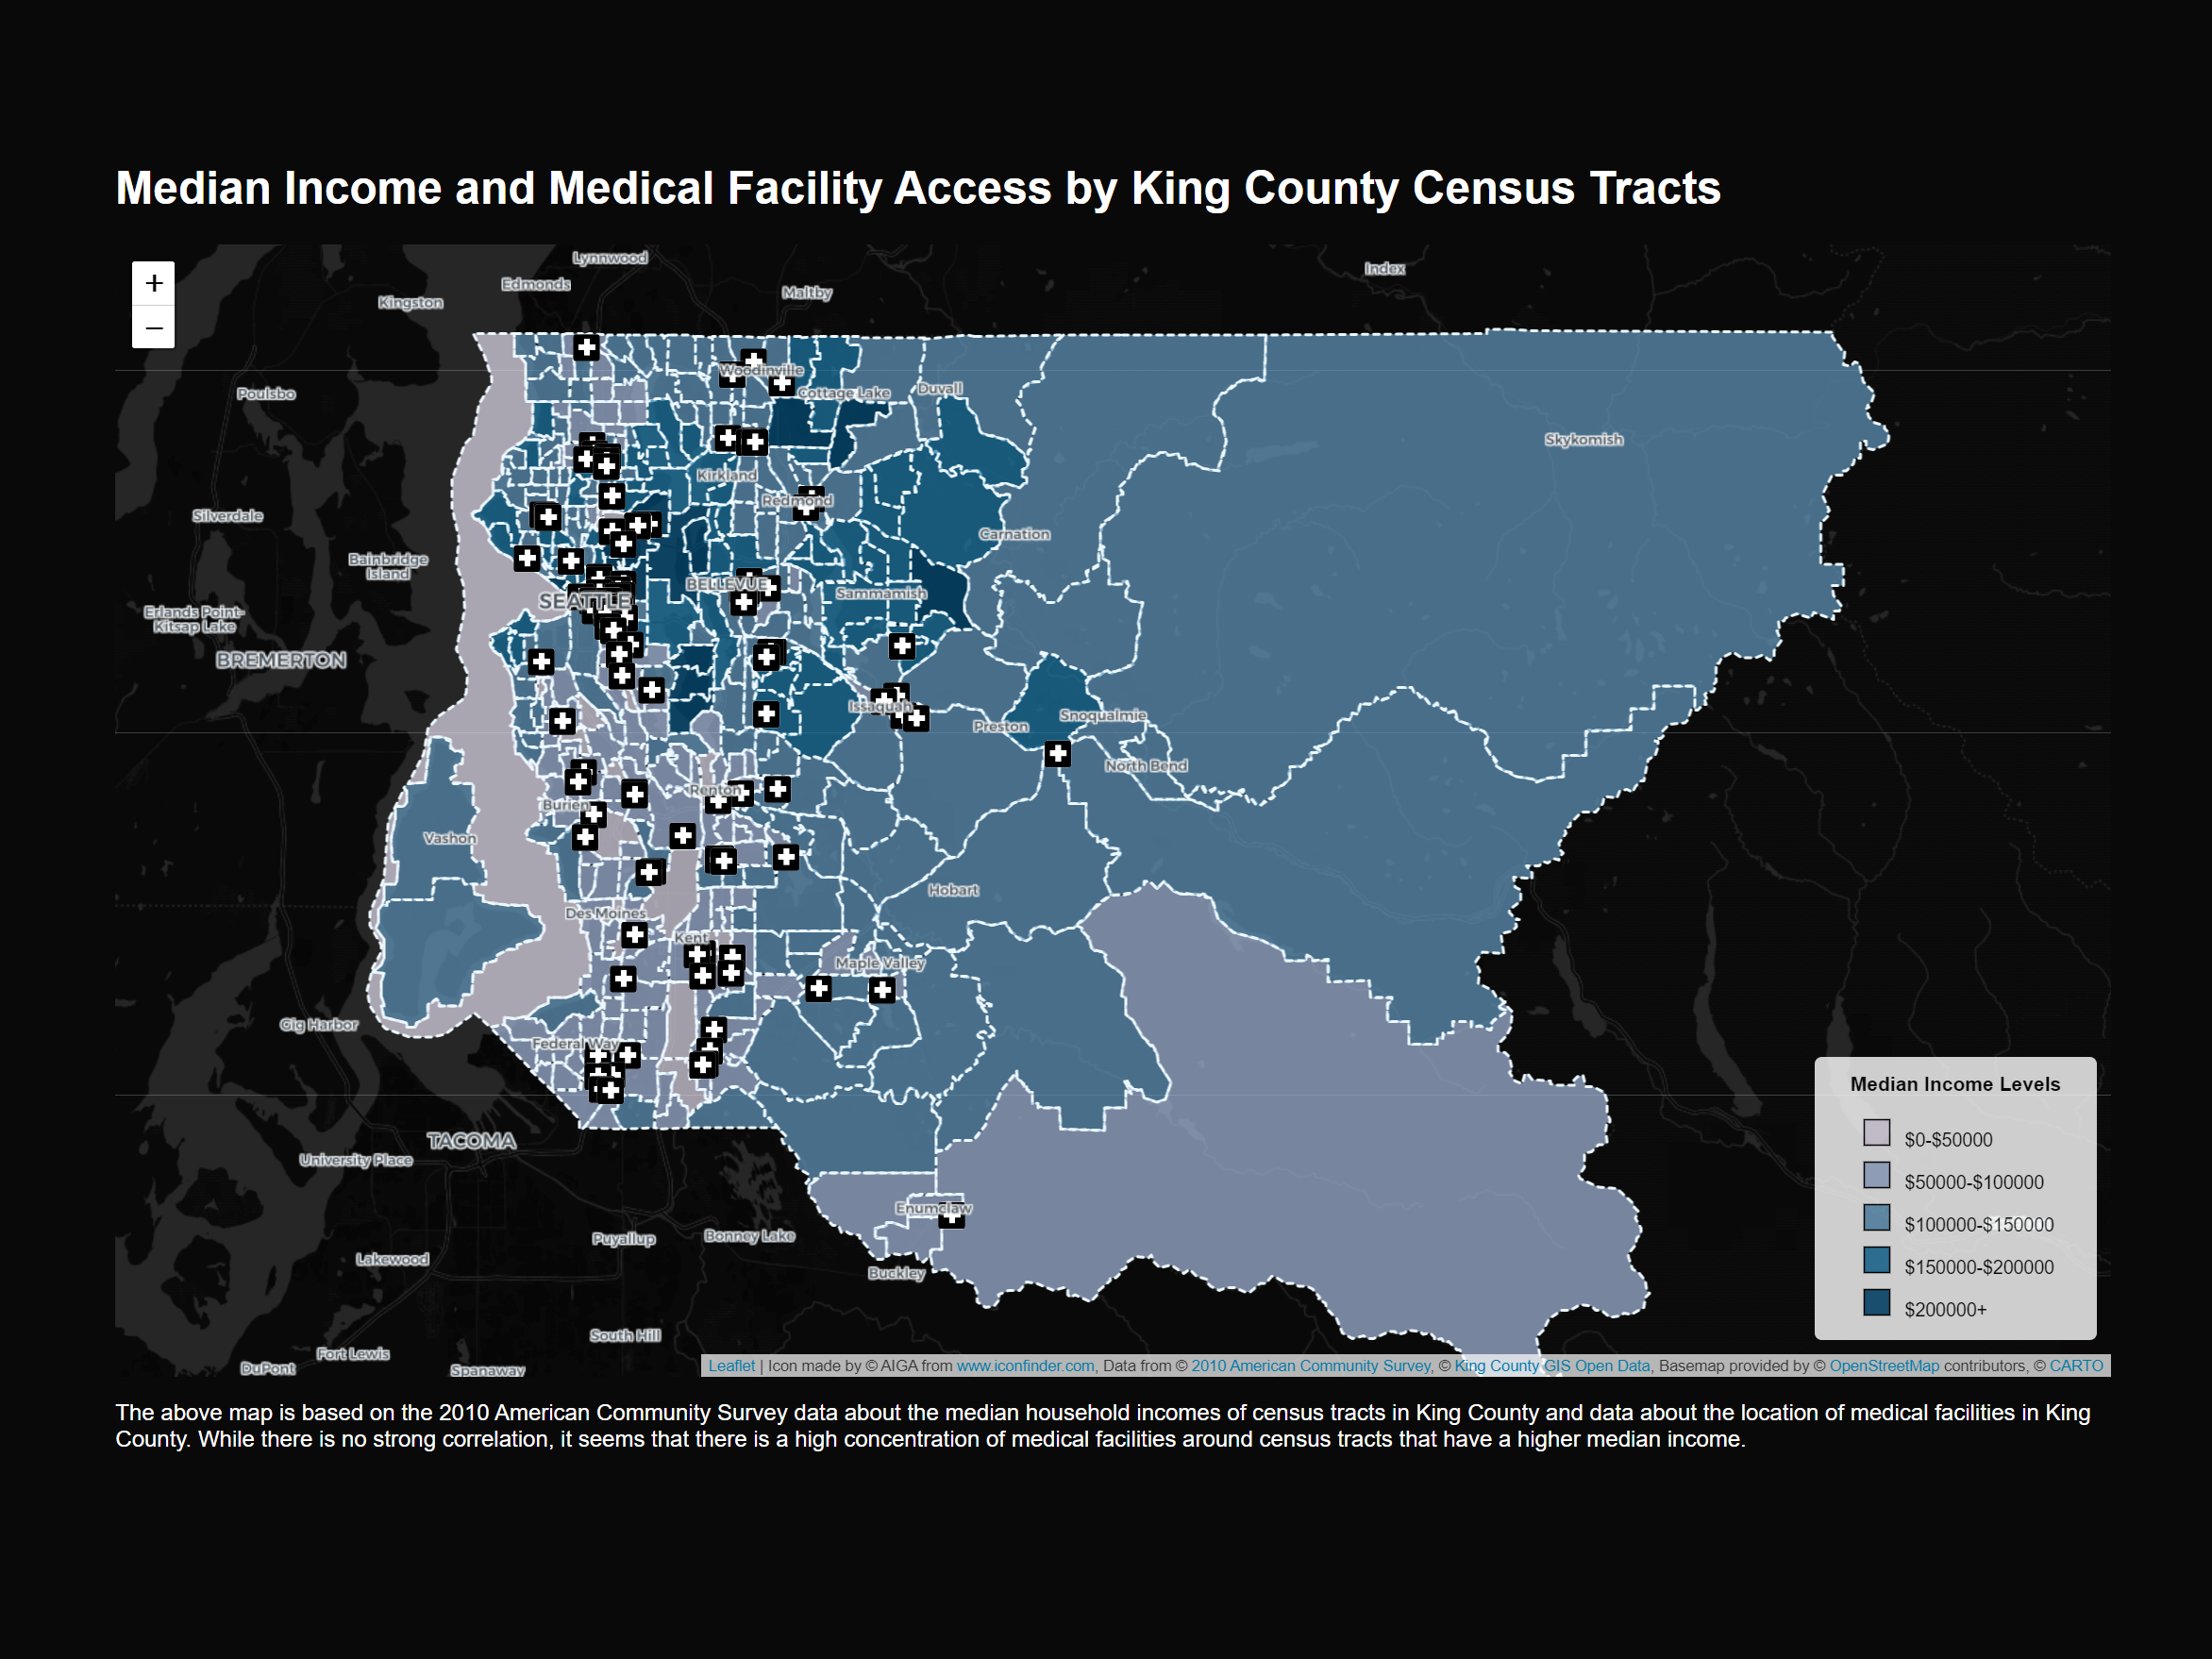 Median Income and Medical Facility Access by King County Census Tracts
+
−
Lynnwood
Edmonds
Kingston
Maltby
Index
Poulsbo
Woodinville
Cottage Lake
Duvall
Skykomish
Kirkland
Redmond
Silverdale
Carnation
Bainbridge
Island
BELLEVUE
Sammamish
SEATTLE
Erlands Point-
Kitsap Lake
BREMERTON
Issaquah
Preston
Snoqualmie
North Bend
Renton
Burien
Vashon
Hobart
Des Moines
Kent
Maple Valley
Gig Harbor
Federal Way
TACOMA
University Place
Enumclaw
Puyallup
Bonney Lake
Lakewood
Buckley
South Hill
Fort Lewis
DuPont
Spanaway
Median Income Levels
$0-$50000
$50000-$100000
$100000-$150000
$150000-$200000
$200000+
Leaflet | Icon made by © AIGA from www.iconfinder.com, Data from © 2010 American Community Survey, © King County GIS Open Data, Basemap provided by © OpenStreetMap contributors, © CARTO
The above map is based on the 2010 American Community Survey data about the median household incomes of census tracts in King County and data about the location of medical facilities in King
County. While there is no strong correlation, it seems that there is a high concentration of medical facilities around census tracts that have a higher median income.